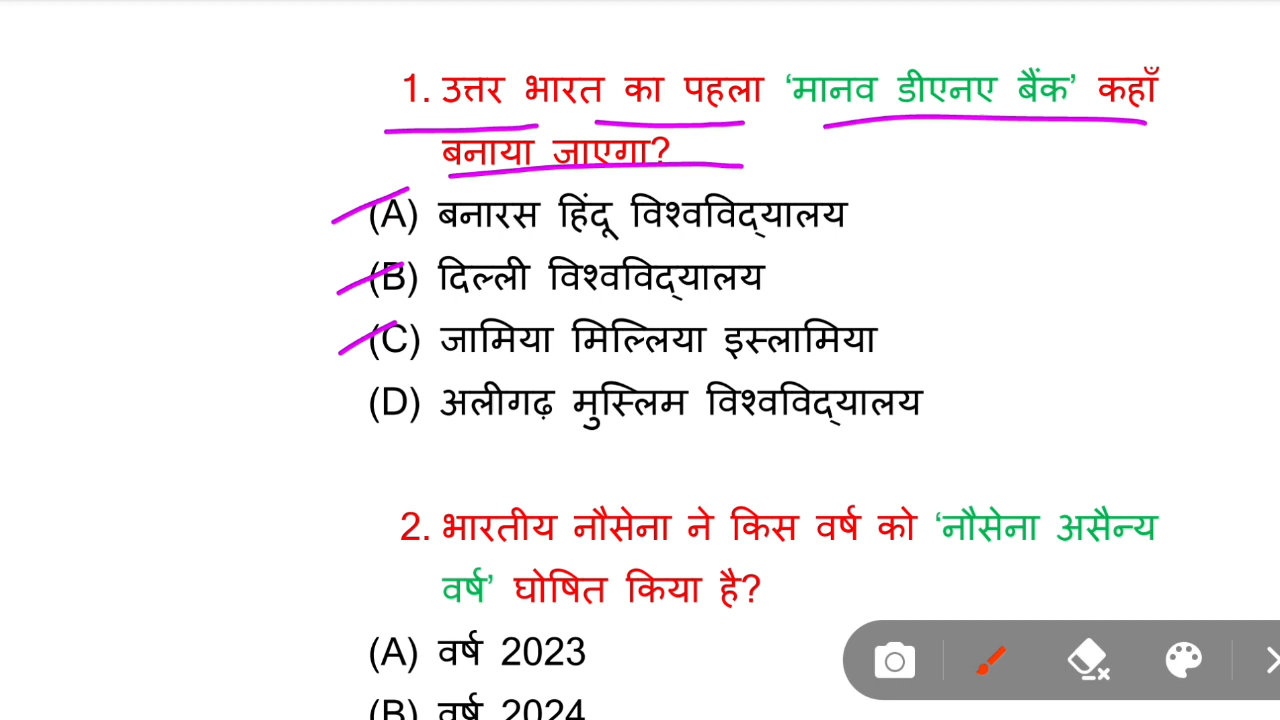 1. उत्तर भारत का पहला ‘मानव डीएनए बैंक’ कहाँ
बनाया जाएगा?
(A) बनारस हिंदू विश्वविद्यालय
(B) दिल्ली विश्वविद्यालय
(C) जामिया मिल्लिया इस्लामिया
(D) अलीगढ़ मुस्लिम विश्वविद्यालय
2. भारतीय नौसेना ने किस वर्ष को ‘नौसेना असैन्य
वर्ष’ घोषित किया है?
(A) वर्ष 2023
(B) वर्ष 2024